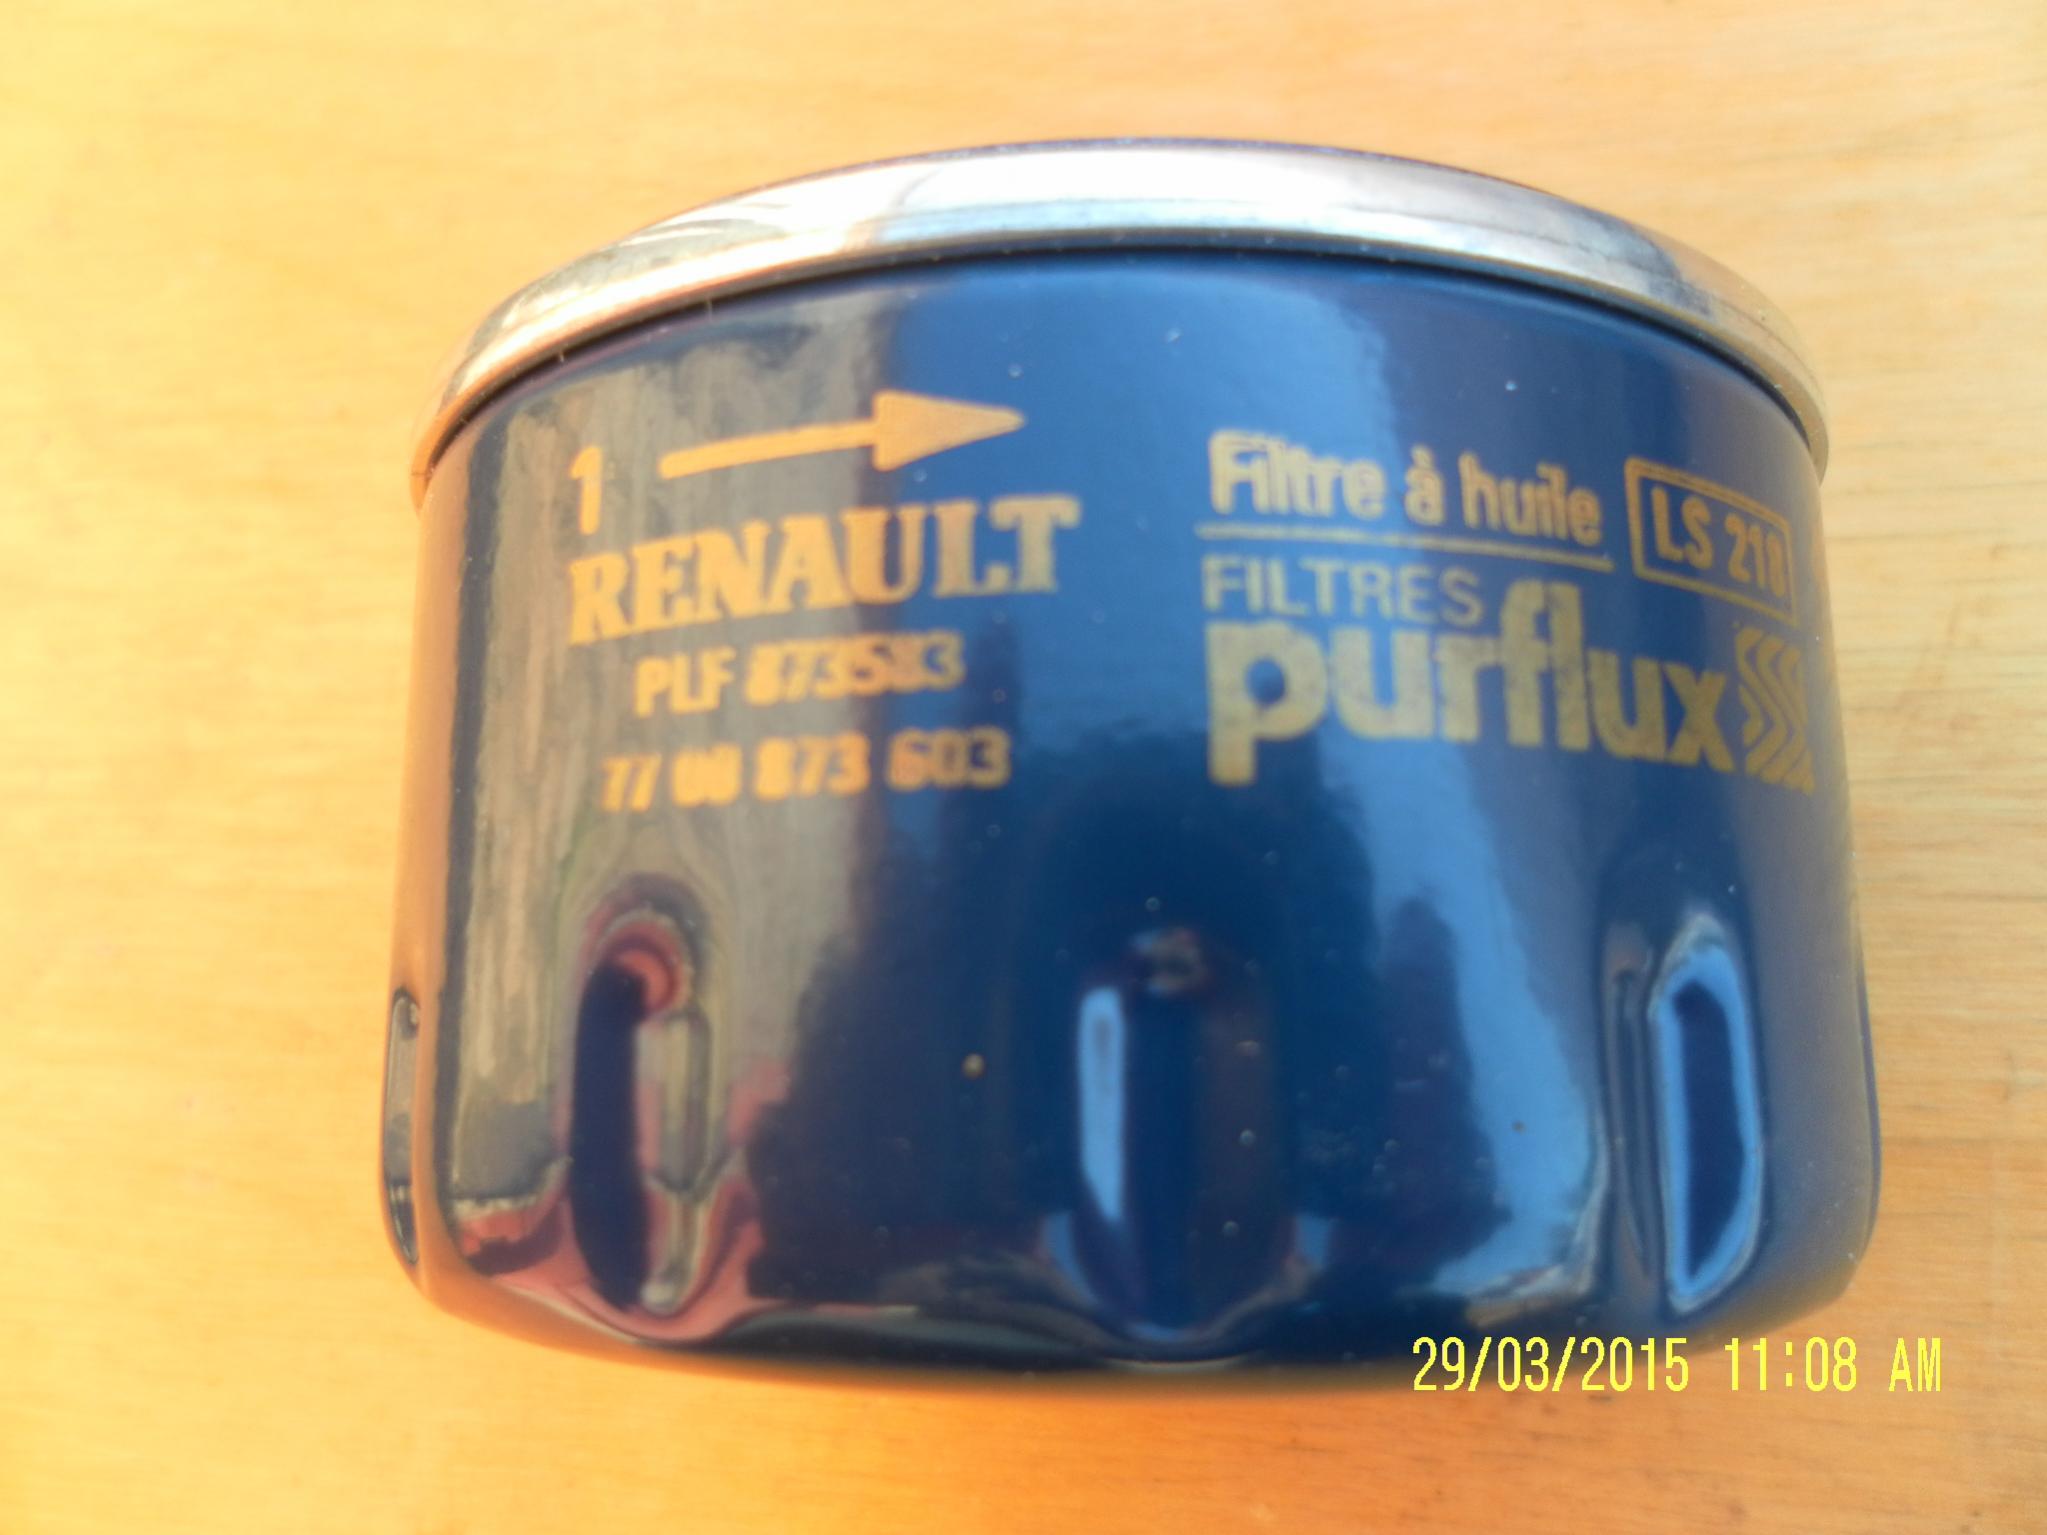 1
RENAULT
PLF 873583
77 00 873 603
Filtre à huile
LS 218
FILTRES
purflux
29/03/2015 11:08 AM